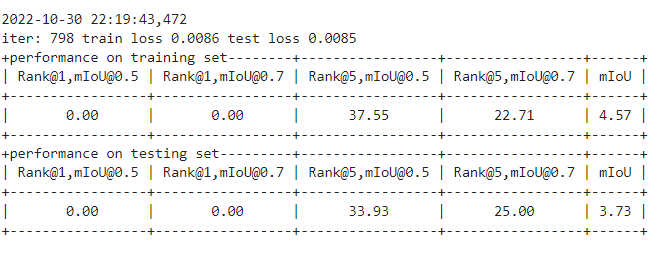 2022-10-30 22:19:43,472
iter: 798 train loss 0.0086 test loss 0.0085
+performance on training set--------+-----------------+-----------------+------+
| Rank@1,mIoU@0.5 | Rank@1,mIoU@0.7 | Rank@5,mIoU@0.5 | Rank@5,mIoU@0.7 | mIoU |
+-----------------+-----------------+-----------------+-----------------+------+
| 0.00 | 0.00 | 37.55 | 22.71 | 4.57 |
+-----------------+-----------------+-----------------+-----------------+------+
+performance on testing set---------+-----------------+-----------------+------+
| Rank@1,mIoU@0.5 | Rank@1,mIoU@0.7 | Rank@5,mIoU@0.5 | Rank@5,mIoU@0.7 | mIoU |
+-----------------+-----------------+-----------------+-----------------+------+
| 0.00 | 0.00 | 33.93 | 25.00 | 3.73 |
+-----------------+-----------------+-----------------+-----------------+------+